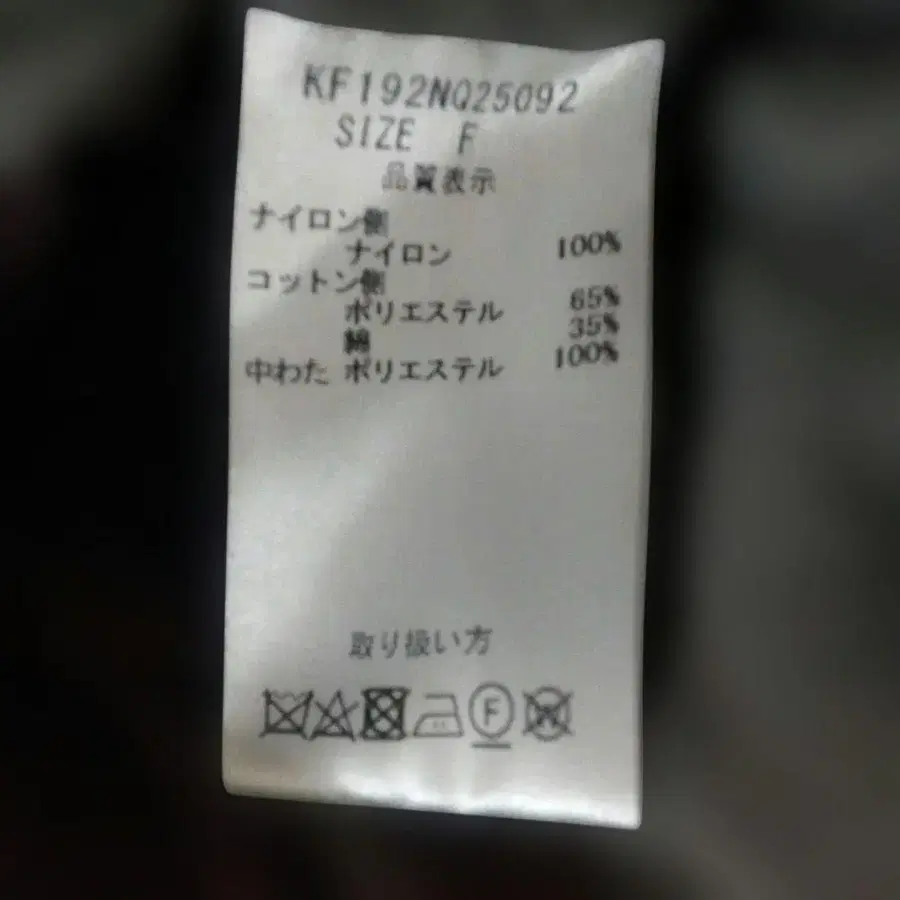 KF192NQ25092
SIZE F
品質表示
ナイロン側
ナイロン 100%
コットン側
ポリエステル 65%
綿 35%
中わた ポリエステル 100%
取り扱い方
F